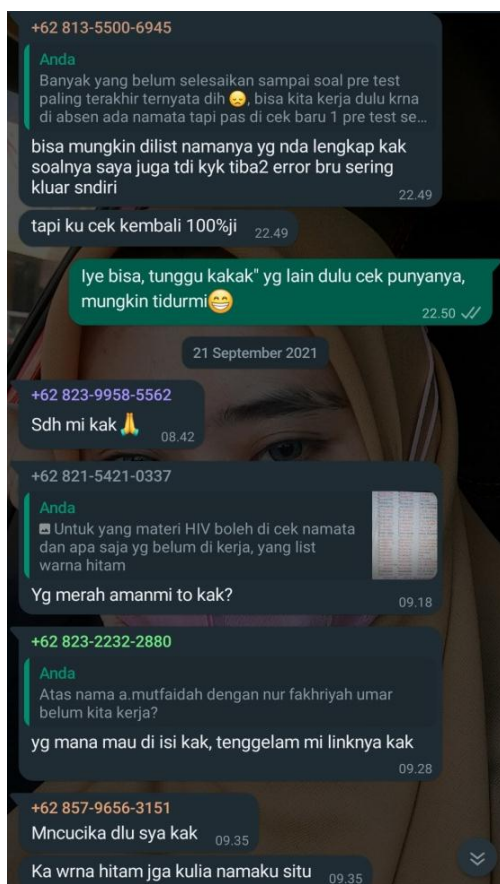 +62 813-5500-6945
Anda
Banyak yang belum selesaikan sampai soal pre test
paling terakhir ternyata dih 😞, bisa kita kerja dulu krna
di absen ada namata tapi pas di cek baru 1 pre test se...
bisa mungkin dilist namanya yg nda lengkap kak
soalnya saya juga tdi kyk tiba2 error bru sering
kluar sndiri
22.49
tapi ku cek kembali 100%ji 22.49
Iye bisa, tunggu kakak" yg lain dulu cek punyanya,
mungkin tidurmi😁
22.50
21 September 2021
+62 823-9958-5562
Sdh mi kak🙏 08.42
+62 821-5421-0337
Anda
Untuk yang materi HIV boleh di cek namata
dan apa saja yg belum di kerja, yang list
warna hitam
Yg merah amanmi to kak?
09.18
+62 823-2232-2880
Anda
Atas nama a.mutfaidah dengan nur fakhriyah umar
belum kita kerja?
yg mana mau di isi kak, tenggelam mi linknya kak
09.28
+62 857-9656-3151
Mncucika dlu sya kak 09.35
Ka wrna hitam jga kulia namaku situ 09.35